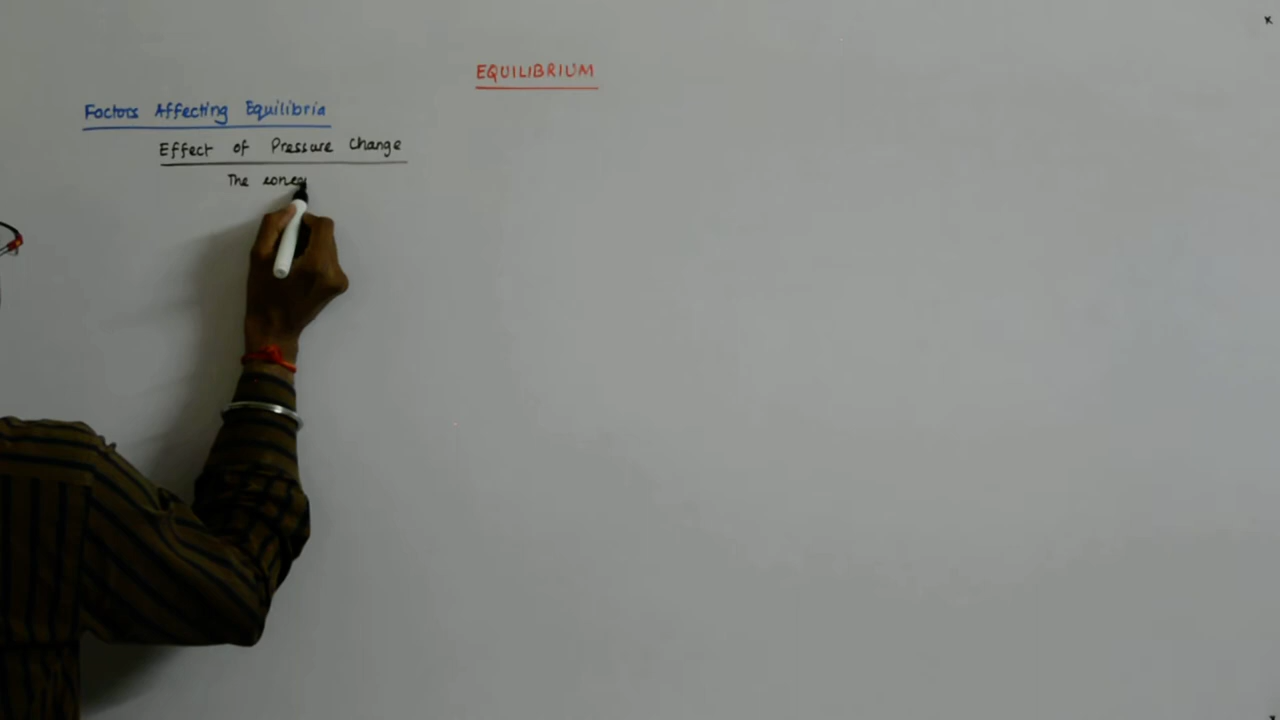 EQUILIBRIUM
Factors Affecting Equilibria
Effect of Pressure Change
The